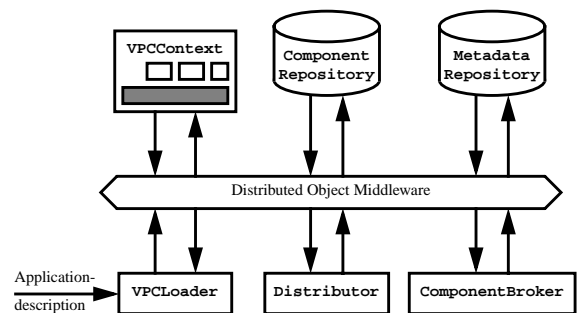 VPCContext
Component
Repository
Metadata
Repository
Distributed Object Middleware
Application-
description
VPCLoader
Distributor
ComponentBroker